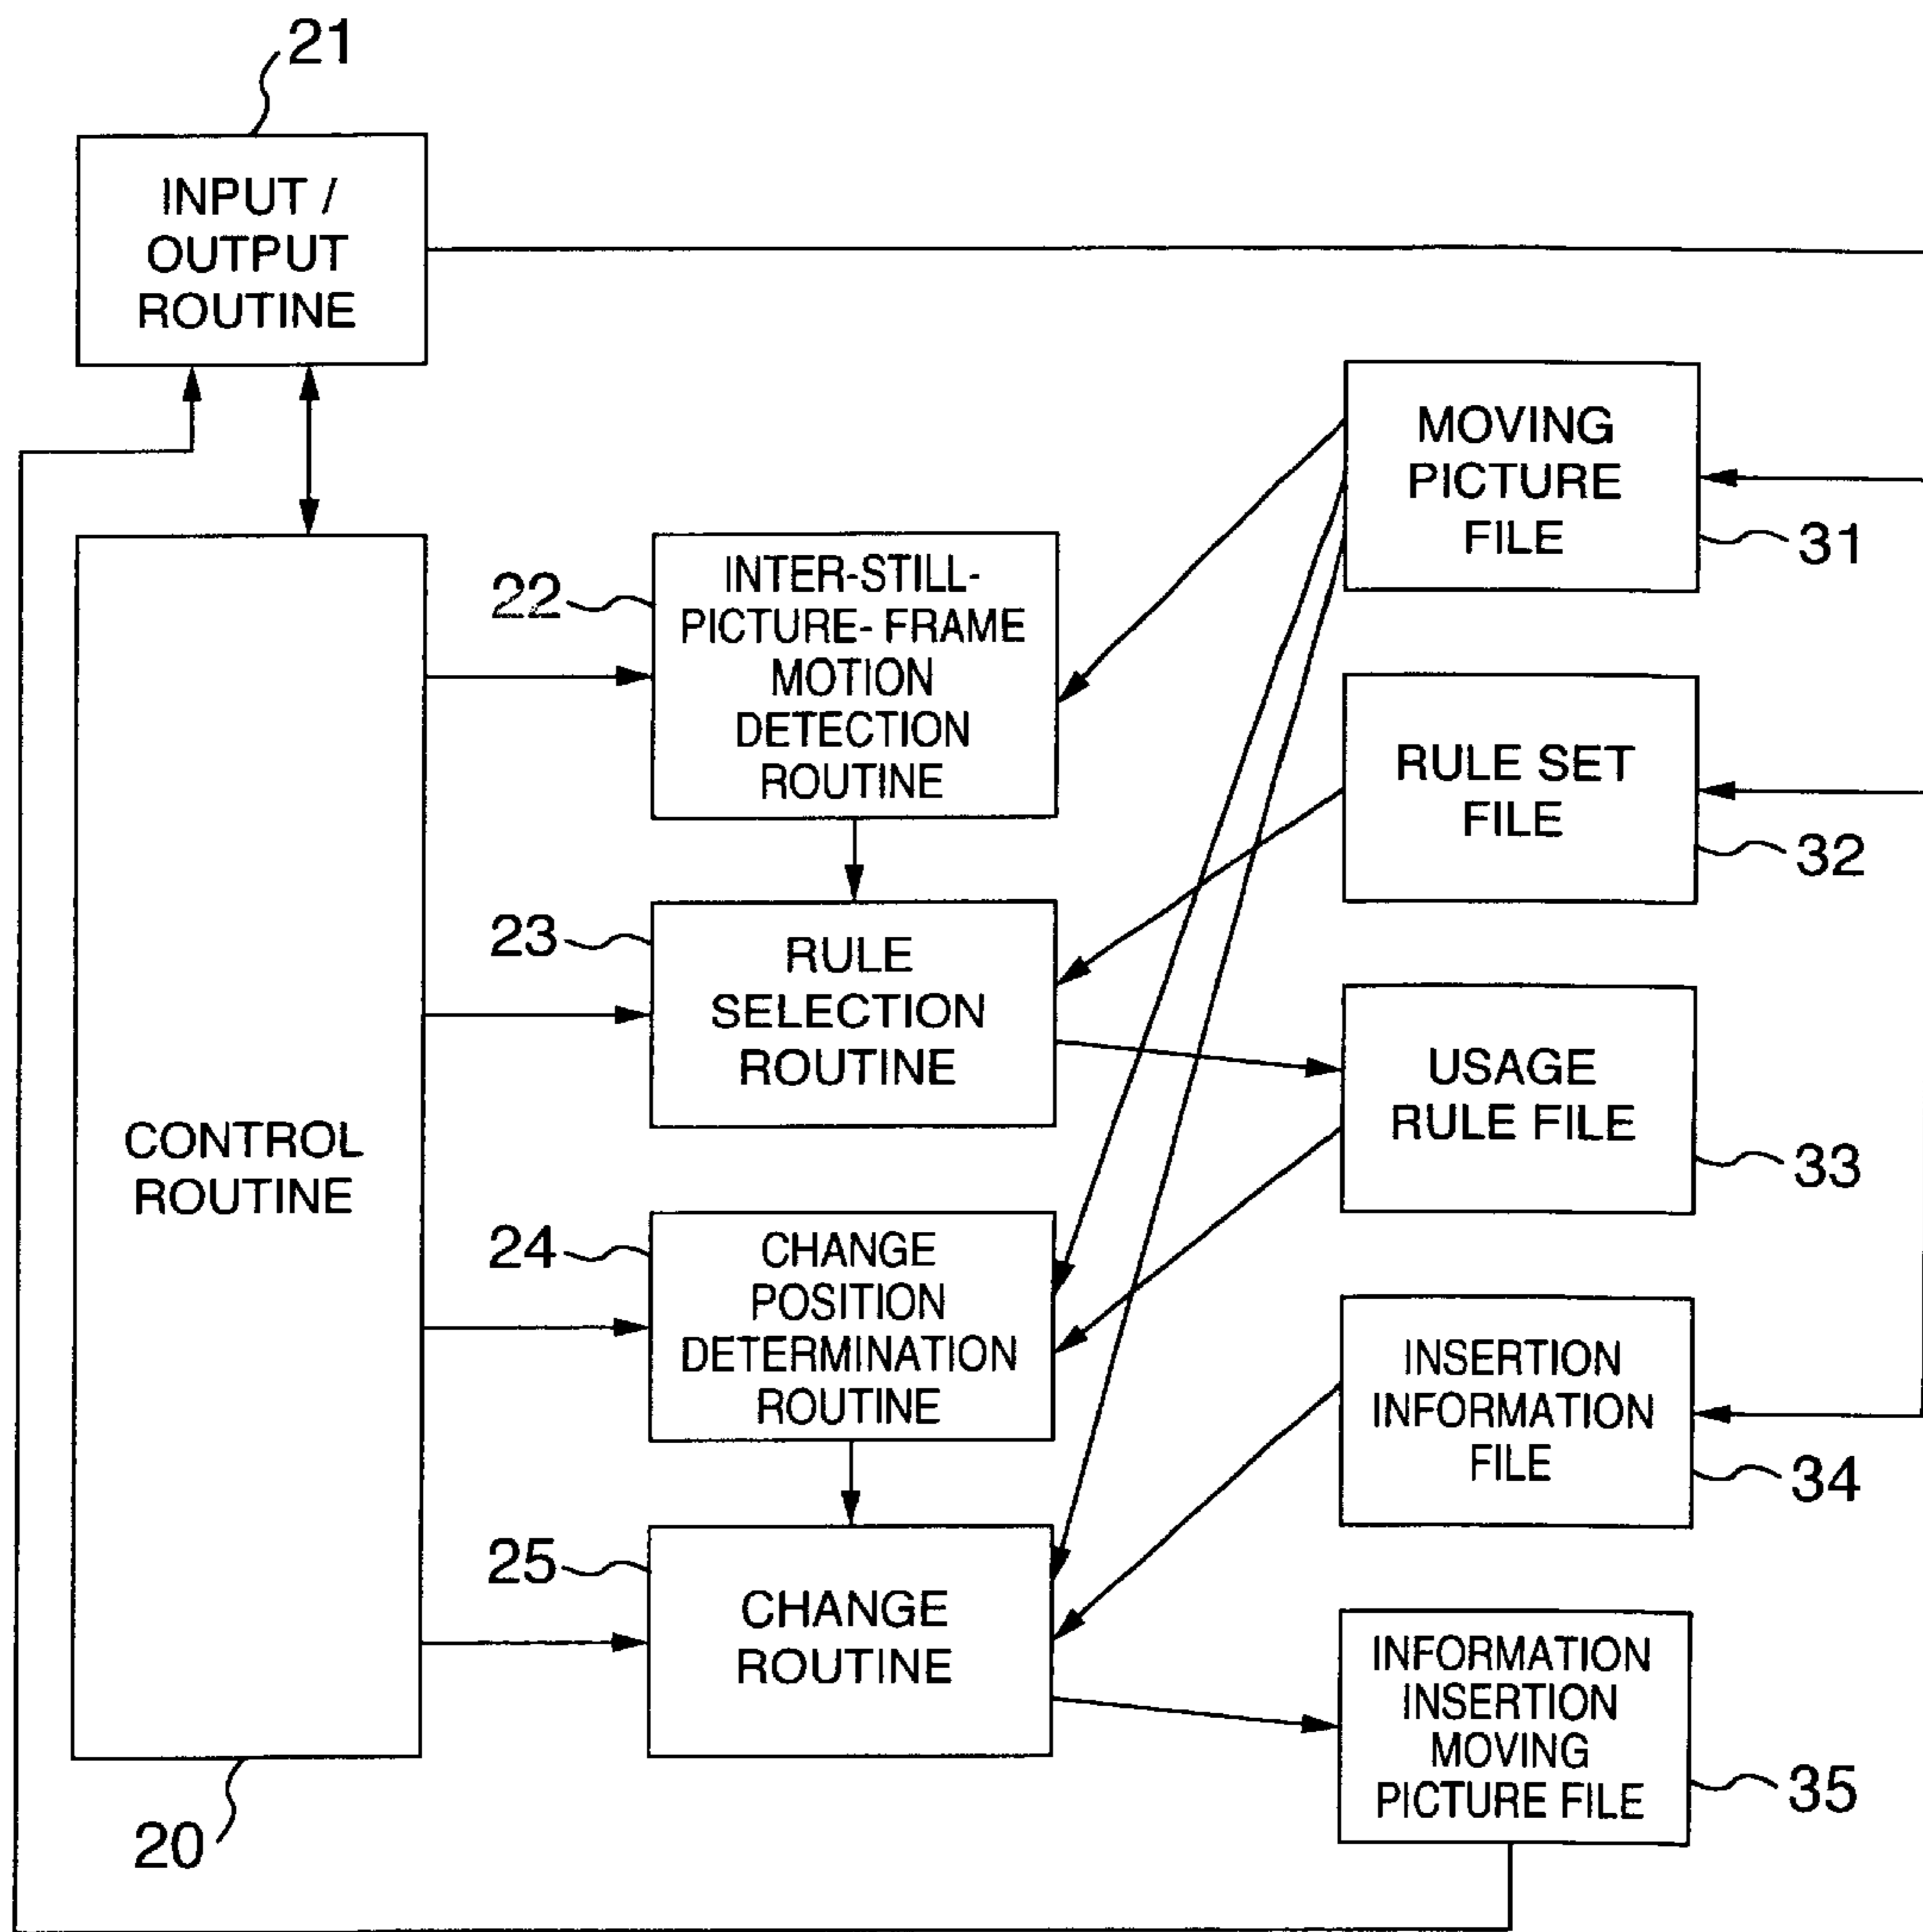 21
INPUT /
OUTPUT
ROUTINE
MOVING
PICTURE
FILE
31
22
INTER-STILL-
PICTURE- FRAME
MOTION
DETECTION
ROUTINE
RULE SET
FILE
32
23
RULE
SELECTION
ROUTINE
USAGE
RULE FILE
33
CONTROL
ROUTINE
24
CHANGE
POSITION
DETERMINATION
ROUTINE
INSERTION
INFORMATION
FILE
34
25
CHANGE
ROUTINE
INFORMATION
INSERTION
MOVING
PICTURE FILE
35
20